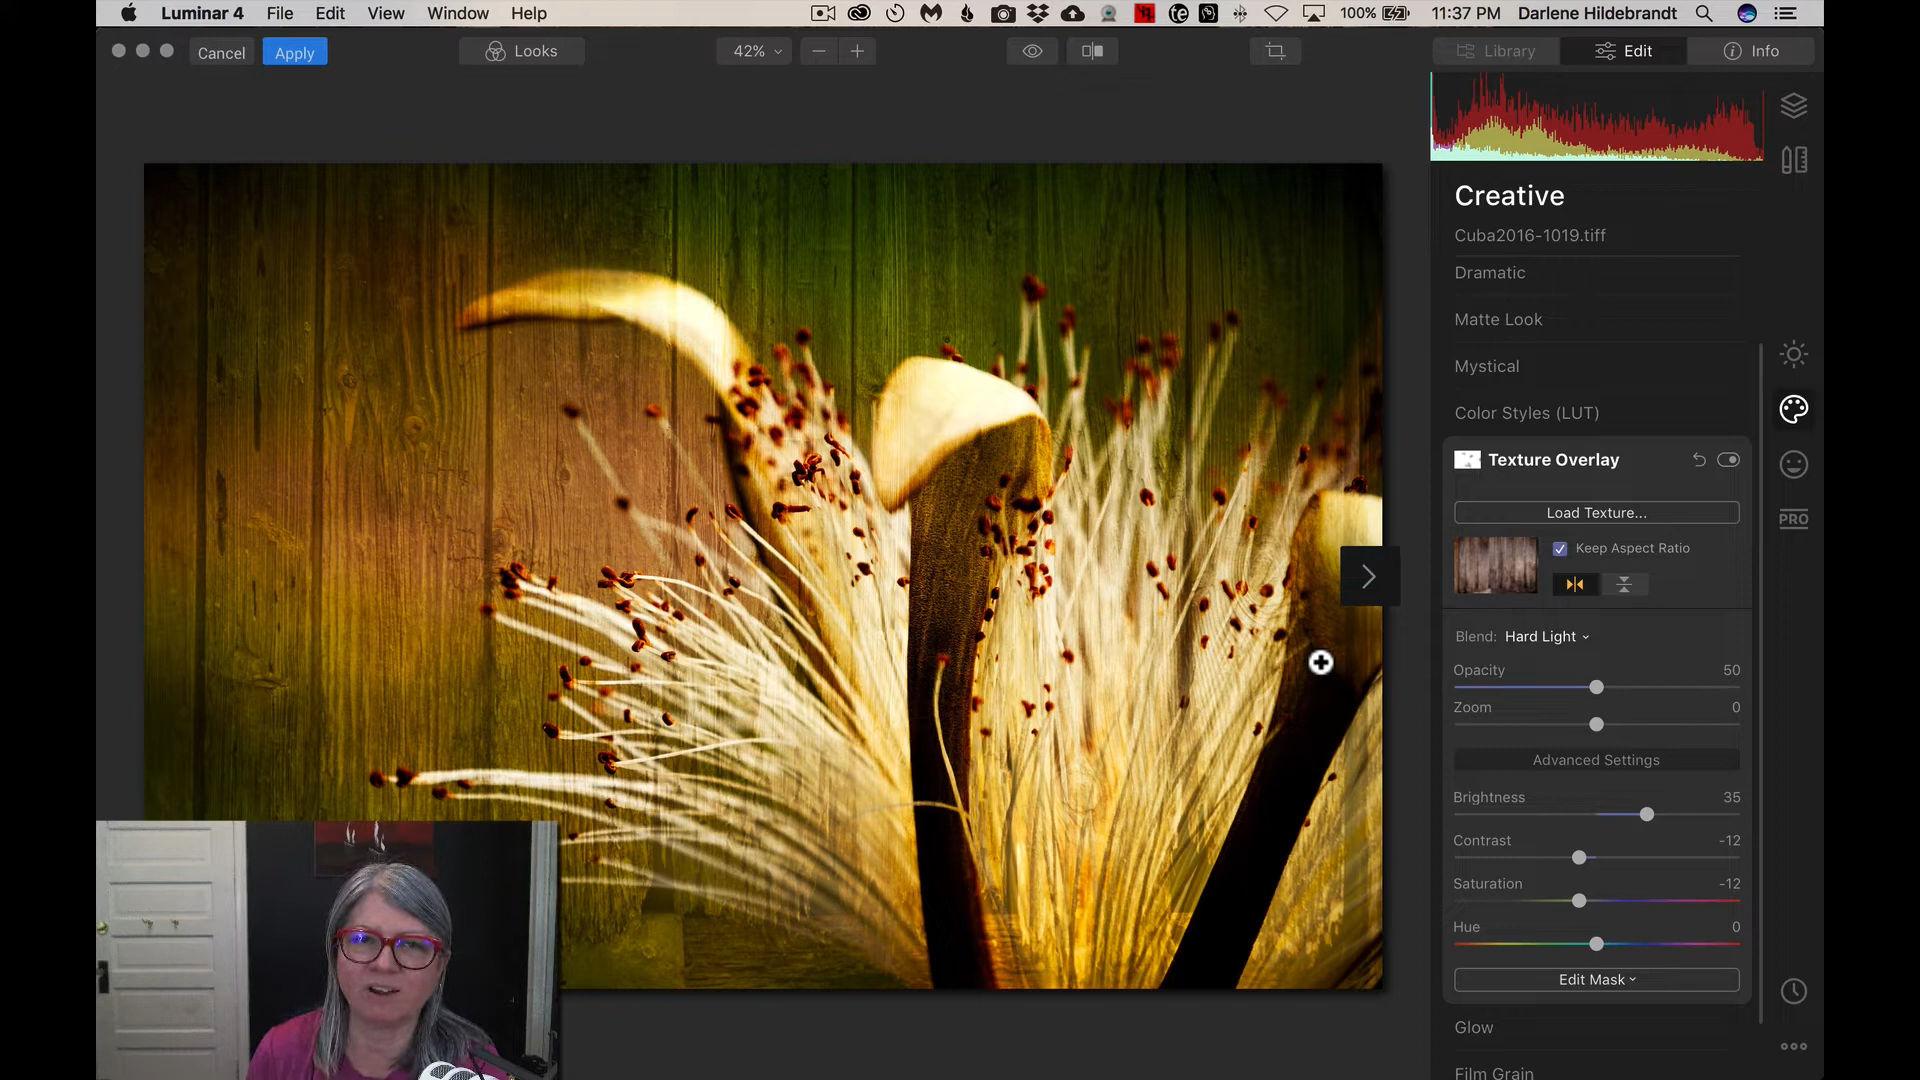 Luminar 4 File Edit View Window Help 100% 11:37 PM Darlene Hildebrandt
Cancel Apply Looks 42% Library Edit Info
Creative
Cuba2016-1019.tiff
Dramatic
Matte Look
Mystical
Color Styles (LUT)
Texture Overlay
Load Texture...
Keep Aspect Ratio
PRO
Blend: Hard Light
Opacity 50
Zoom 0
Advanced Settings
Brightness 35
Contrast -12
Saturation -12
Hue 0
Edit Mask
Glow
Film Grain